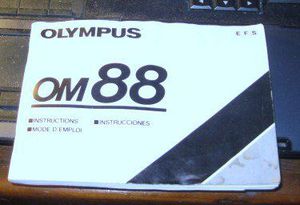 OLYMPUS
E F S
OM88
■INSTRUCTIONS ■INSTRUCCIONES
■MODE D'EMPLOI